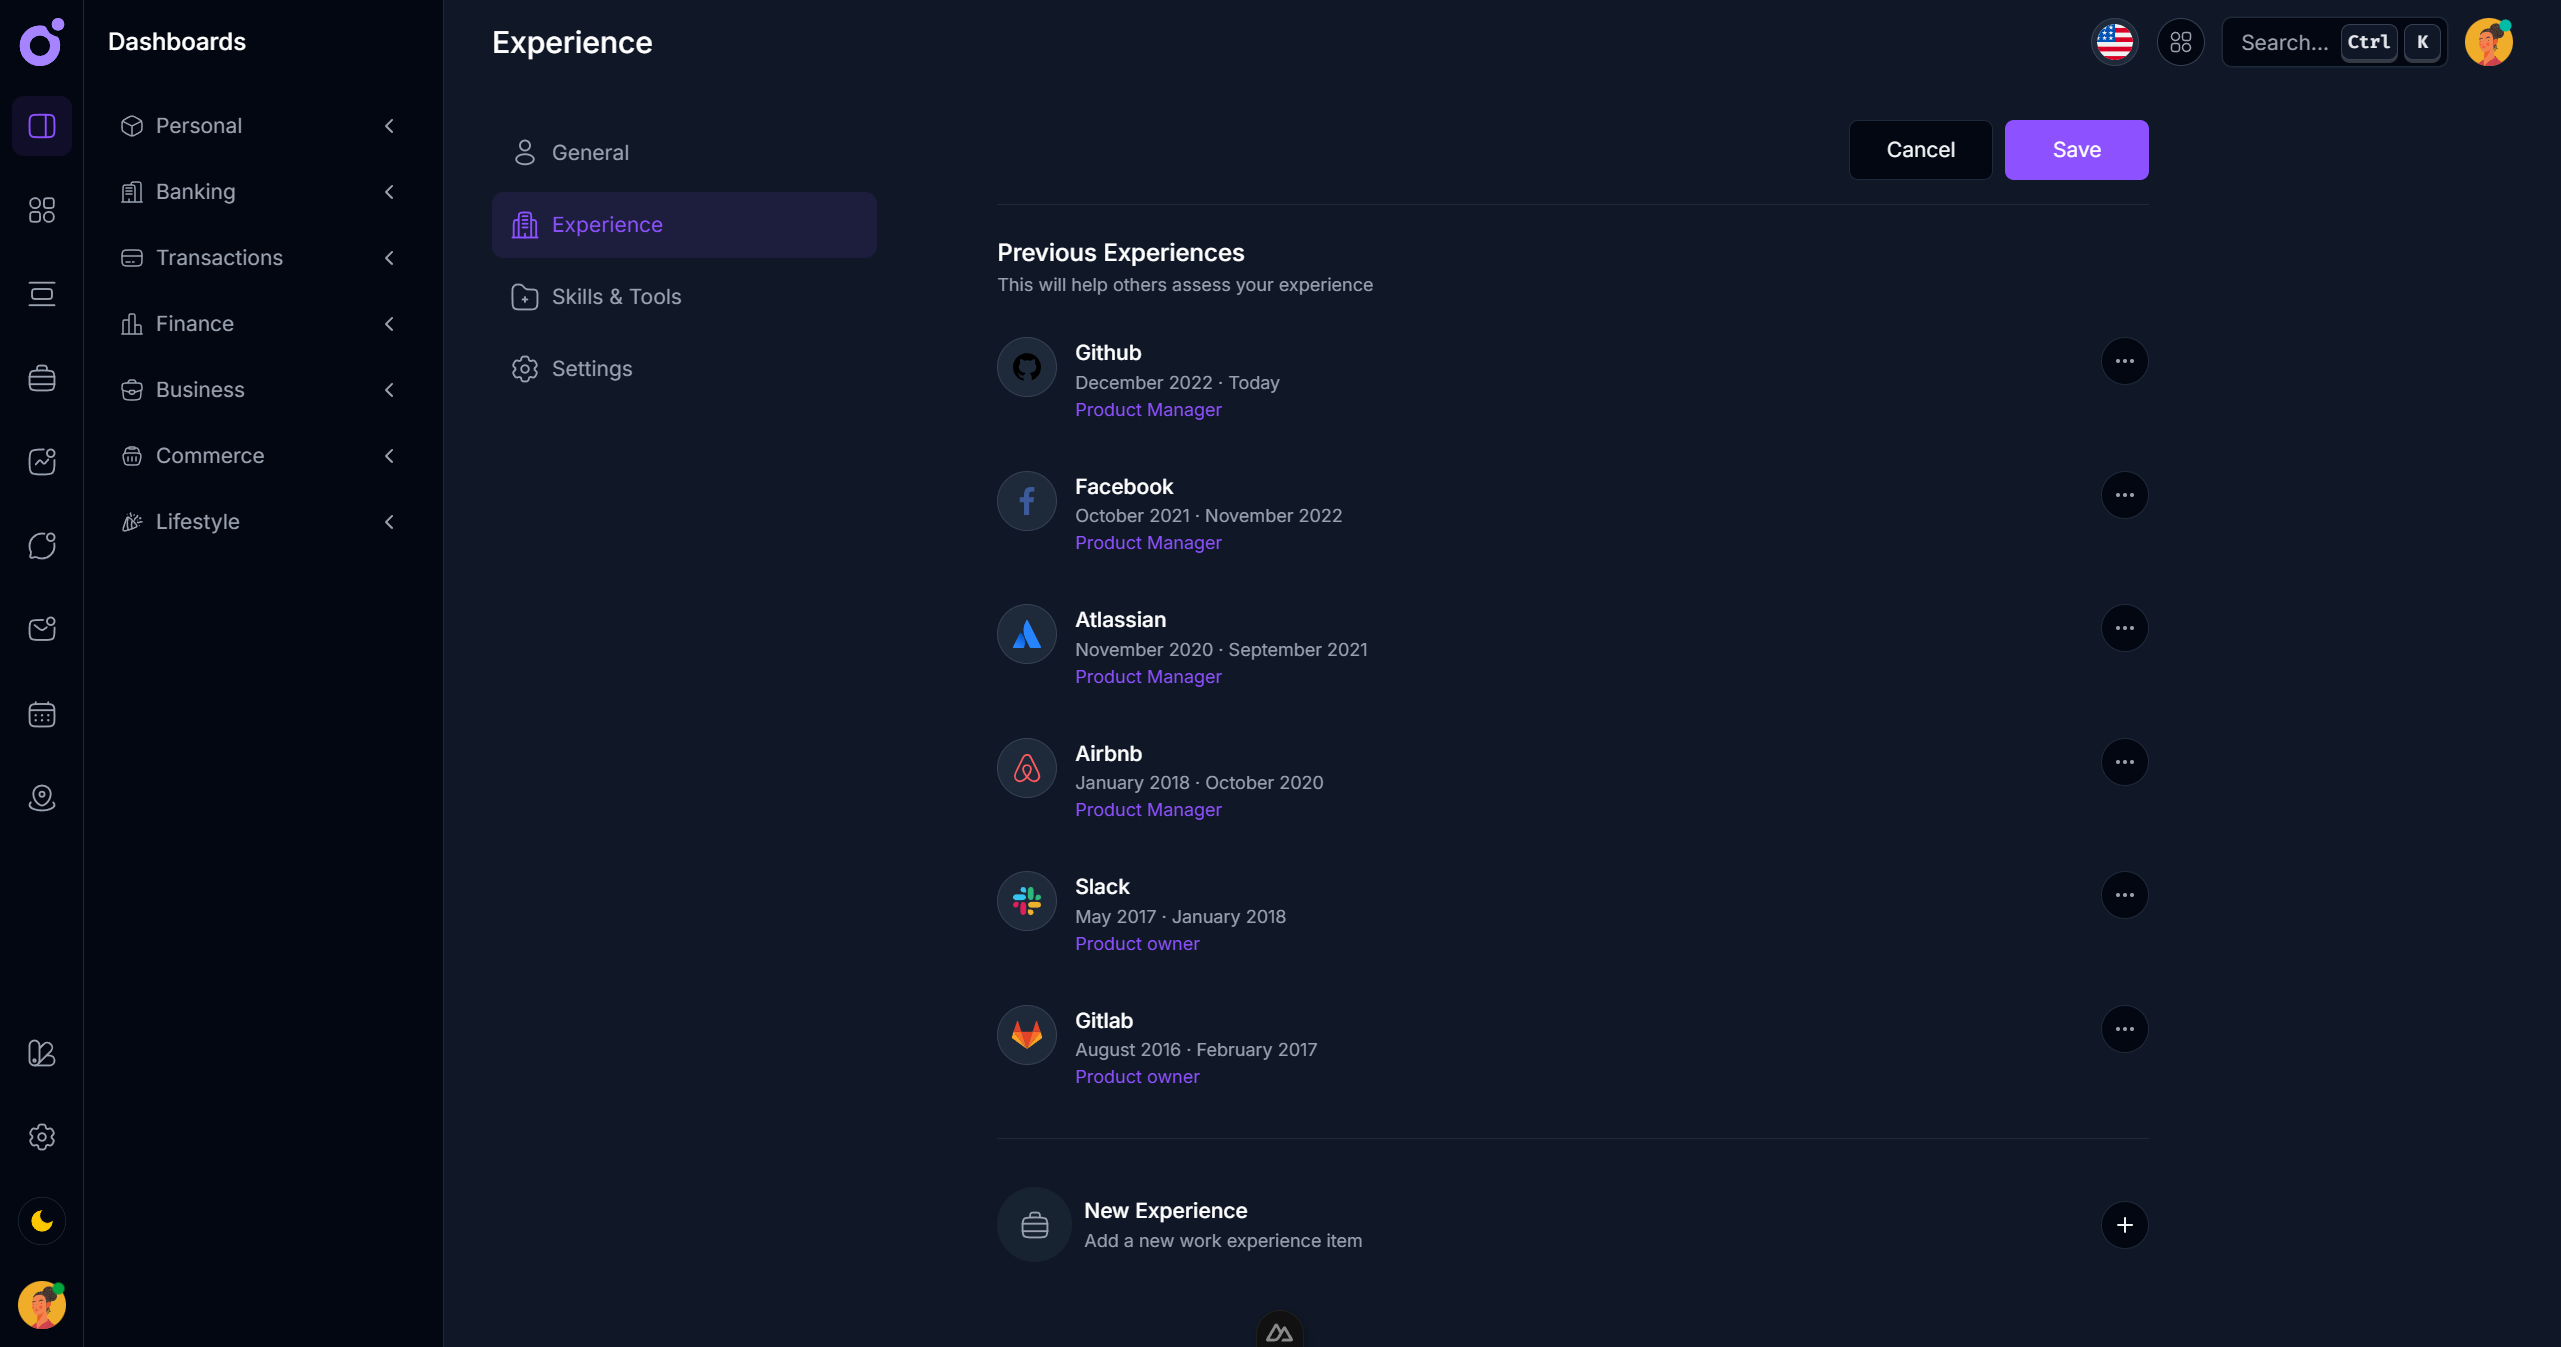 Dashboards
Personal
Banking
Transactions
Finance
Business
Commerce
Lifestyle
Experience
Search... Ctrl K
General
Experience
Skills & Tools
Settings
Cancel Save
Previous Experiences
This will help others assess your experience
Github
December 2022 · Today
Product Manager
Facebook
October 2021 · November 2022
Product Manager
Atlassian
November 2020 · September 2021
Product Manager
Airbnb
January 2018 · October 2020
Product Manager
Slack
May 2017 · January 2018
Product owner
Gitlab
August 2016 · February 2017
Product owner
New Experience
Add a new work experience item